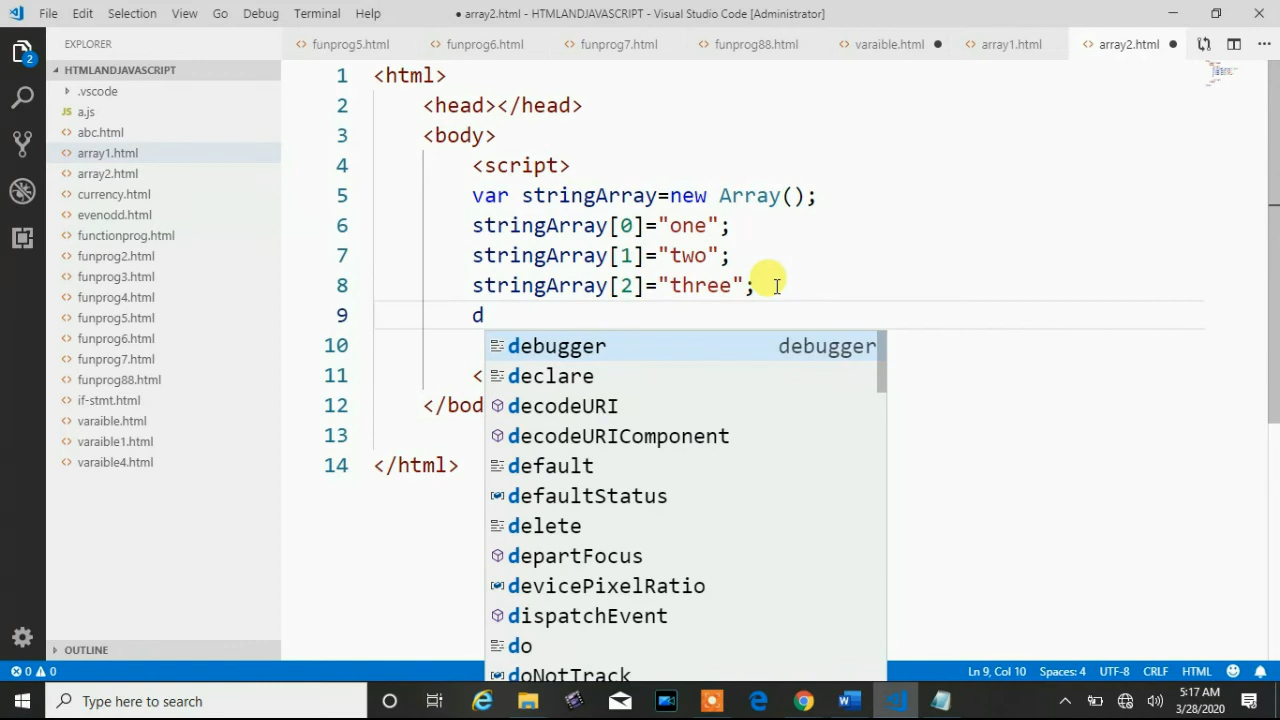 File Edit Selection View Go Debug Terminal Help
● array2.html - HTMLANDJAVASCRIPT - Visual Studio Code [Administrator]
EXPLORER
funprog5.html funprog6.html funprog7.html funprog88.html varaible.html ● array1.html array2.html ●
HTMLANDJAVASCRIPT
.vscode
JS a.js
abc.html
array1.html
array2.html
currency.html
evenodd.html
functionprog.html
funprog2.html
funprog3.html
funprog4.html
funprog5.html
funprog6.html
funprog7.html
funprog88.html
if-stmt.html
varaible.html
varaible1.html
varaible4.html
OUTLINE
1 <html>
2 <head></head>
3 <body>
4 <script>
5 var stringArray=new Array();
6 stringArray[0]="one";
7 stringArray[1]="two";
8 stringArray[2]="three";
9 d
10
11 <
12 </bod
13
14 </html>
debugger debugger
declare
decodeURI
decodeURIComponent
default
defaultStatus
delete
departFocus
devicePixelRatio
dispatchEvent
do
doNotTrack
2
0 0
Ln 9, Col 10 Spaces: 4 UTF-8 CRLF HTML
Type here to search
5:17 AM
3/28/2020